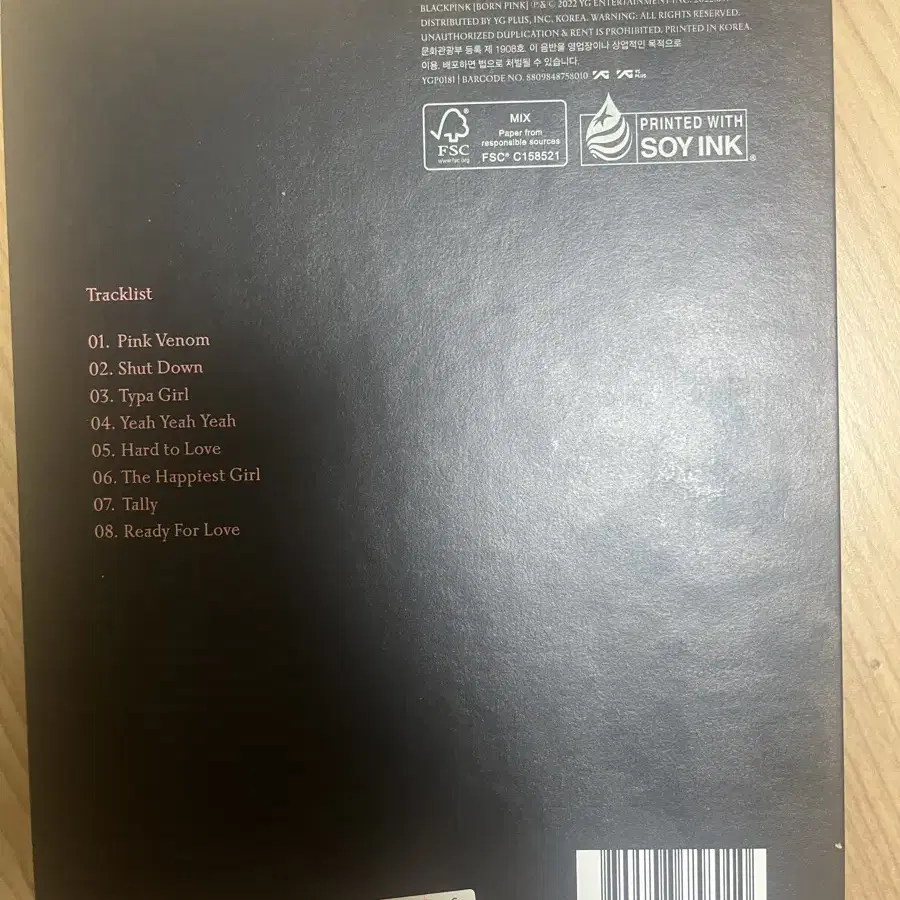 BLACKPINK [BORN PINK] ℗ & © 2022 YG ENTERTAINMENT INC.
DISTRIBUTED BY YG PLUS, INC. KOREA. WARNING: ALL RIGHTS RESERVED.
UNAUTHORIZED DUPLICATION & RENT IS PROHIBITED. PRINTED IN KOREA.
문화관광부 등록 제 1908호. 이 음반을 영업장이나 상업적인 목적으로
이용, 배포하면 법으로 처벌될 수 있습니다.
YGP0181 | BARCODE NO. 8809848758010 YG YG PLUS
FSC
www.fsc.org
MIX
Paper from
responsible sources
FSC® C158521
PRINTED WITH
SOY INK®
Tracklist
01. Pink Venom
02. Shut Down
03. Typa Girl
04. Yeah Yeah Yeah
05. Hard to Love
06. The Happiest Girl
07. Tally
08. Ready For Love